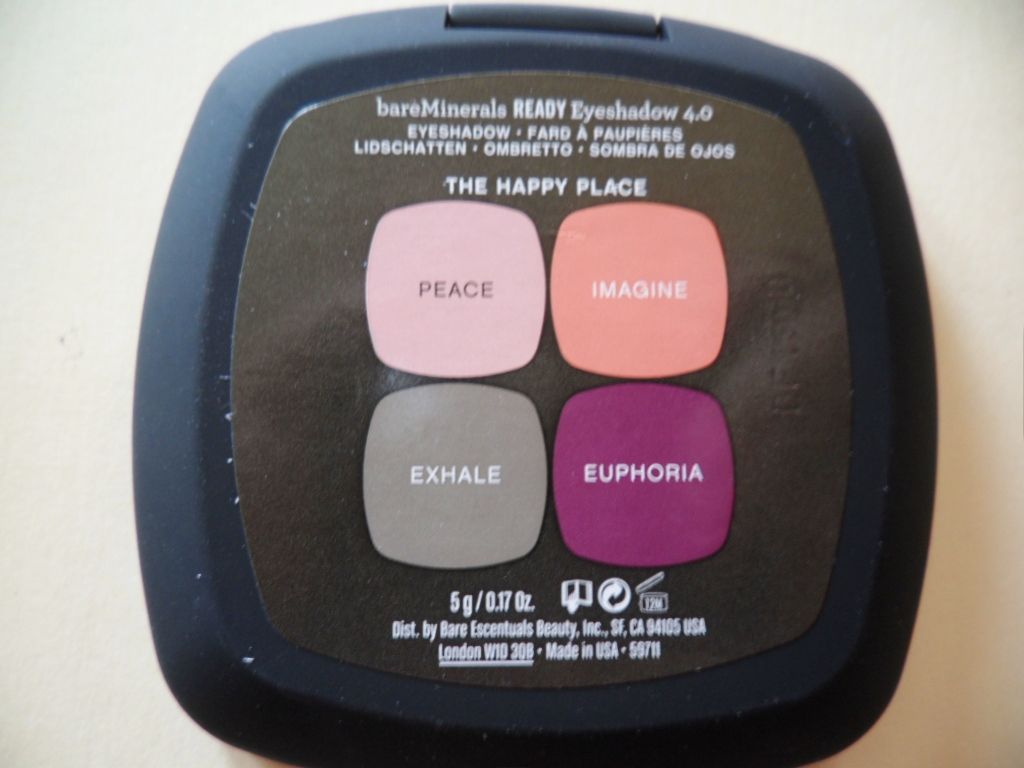 bareMinerals READY Eyeshadow 4.0
EYESHADOW • FARD À PAUPIÈRES
LIDSCHATTEN • OMBRETTO • SOMBRA DE OJOS
THE HAPPY PLACE
PEACE IMAGINE
EXHALE EUPHORIA
5 g / 0.17 Oz.
12M
Dist. by Bare Escentuals Beauty, Inc., SF, CA 94105 USA
London W1D 3QB • Made in USA • 59711